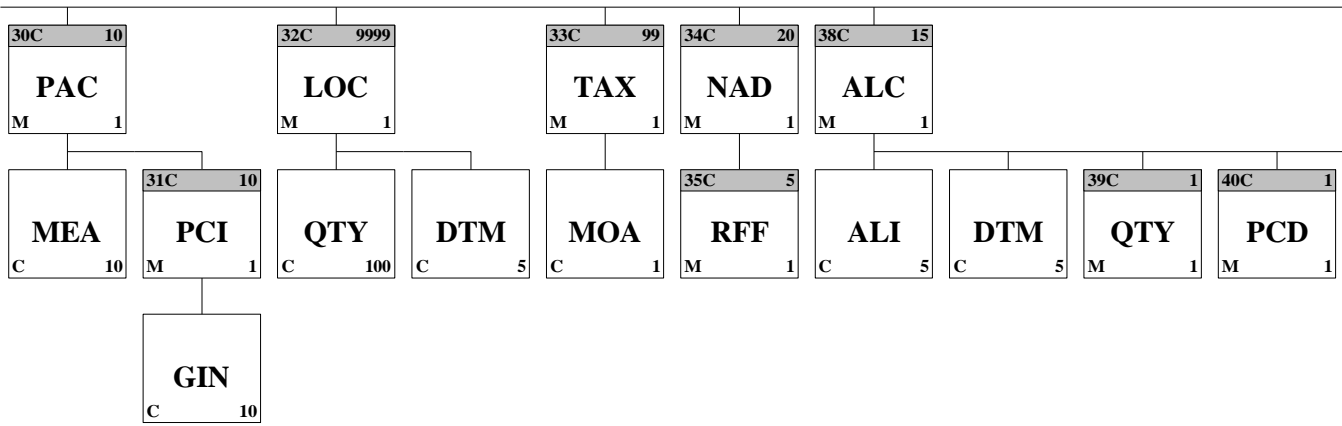 30C 10
PAC
M 1
32C 9999
LOC
M 1
33C 99
TAX
M 1
34C 20
NAD
M 1
38C 15
ALC
M 1
MEA
C 10
31C 10
PCI
M 1
QTY
C 100
DTM
C 5
MOA
C 1
35C 5
RFF
M 1
ALI
C 5
DTM
C 5
39C 1
QTY
M 1
40C 1
PCD
M 1
GIN
C 10